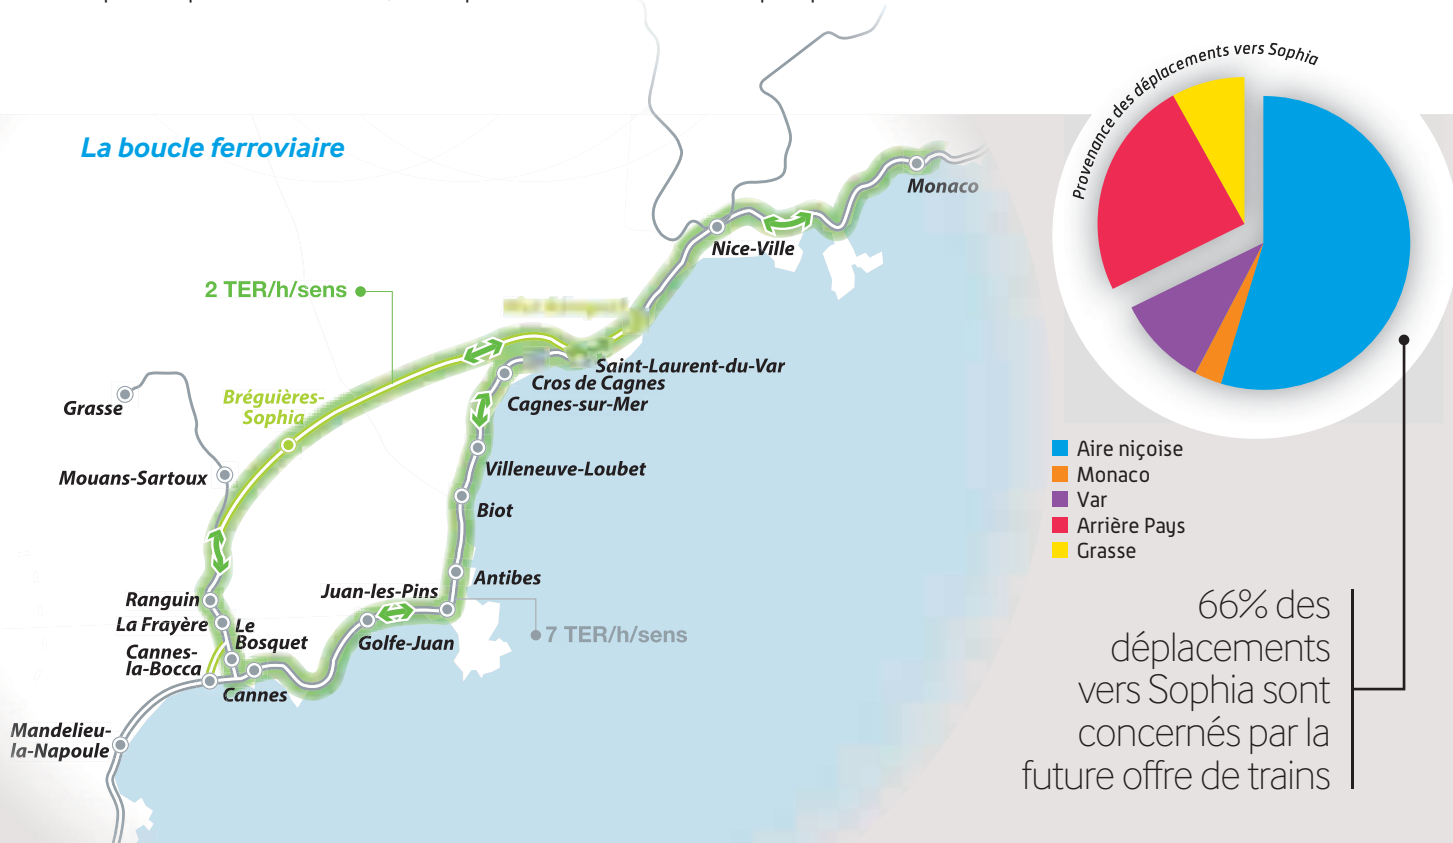 La boucle ferroviaire
Provenance des déplacements vers Sophia
Monaco
Nice-Ville
2 TER/h/sens
Saint-Laurent-du-Var
Cros de Cagnes
Cagnes-sur-Mer
Grasse
Bréguières-
Sophia
Mouans-Sartoux
Villeneuve-Loubet
Biot
Antibes
Juan-les-Pins
Ranguin
La Frayère
Le
Bosquet
Golfe-Juan
7 TER/h/sens
Cannes-
la-Bocca
Cannes
Mandelieu-
la-Napoule
Aire niçoise
Monaco
Var
Arrière Pays
Grasse
66% des
déplacements
vers Sophia sont
concernés par la
future offre de trains